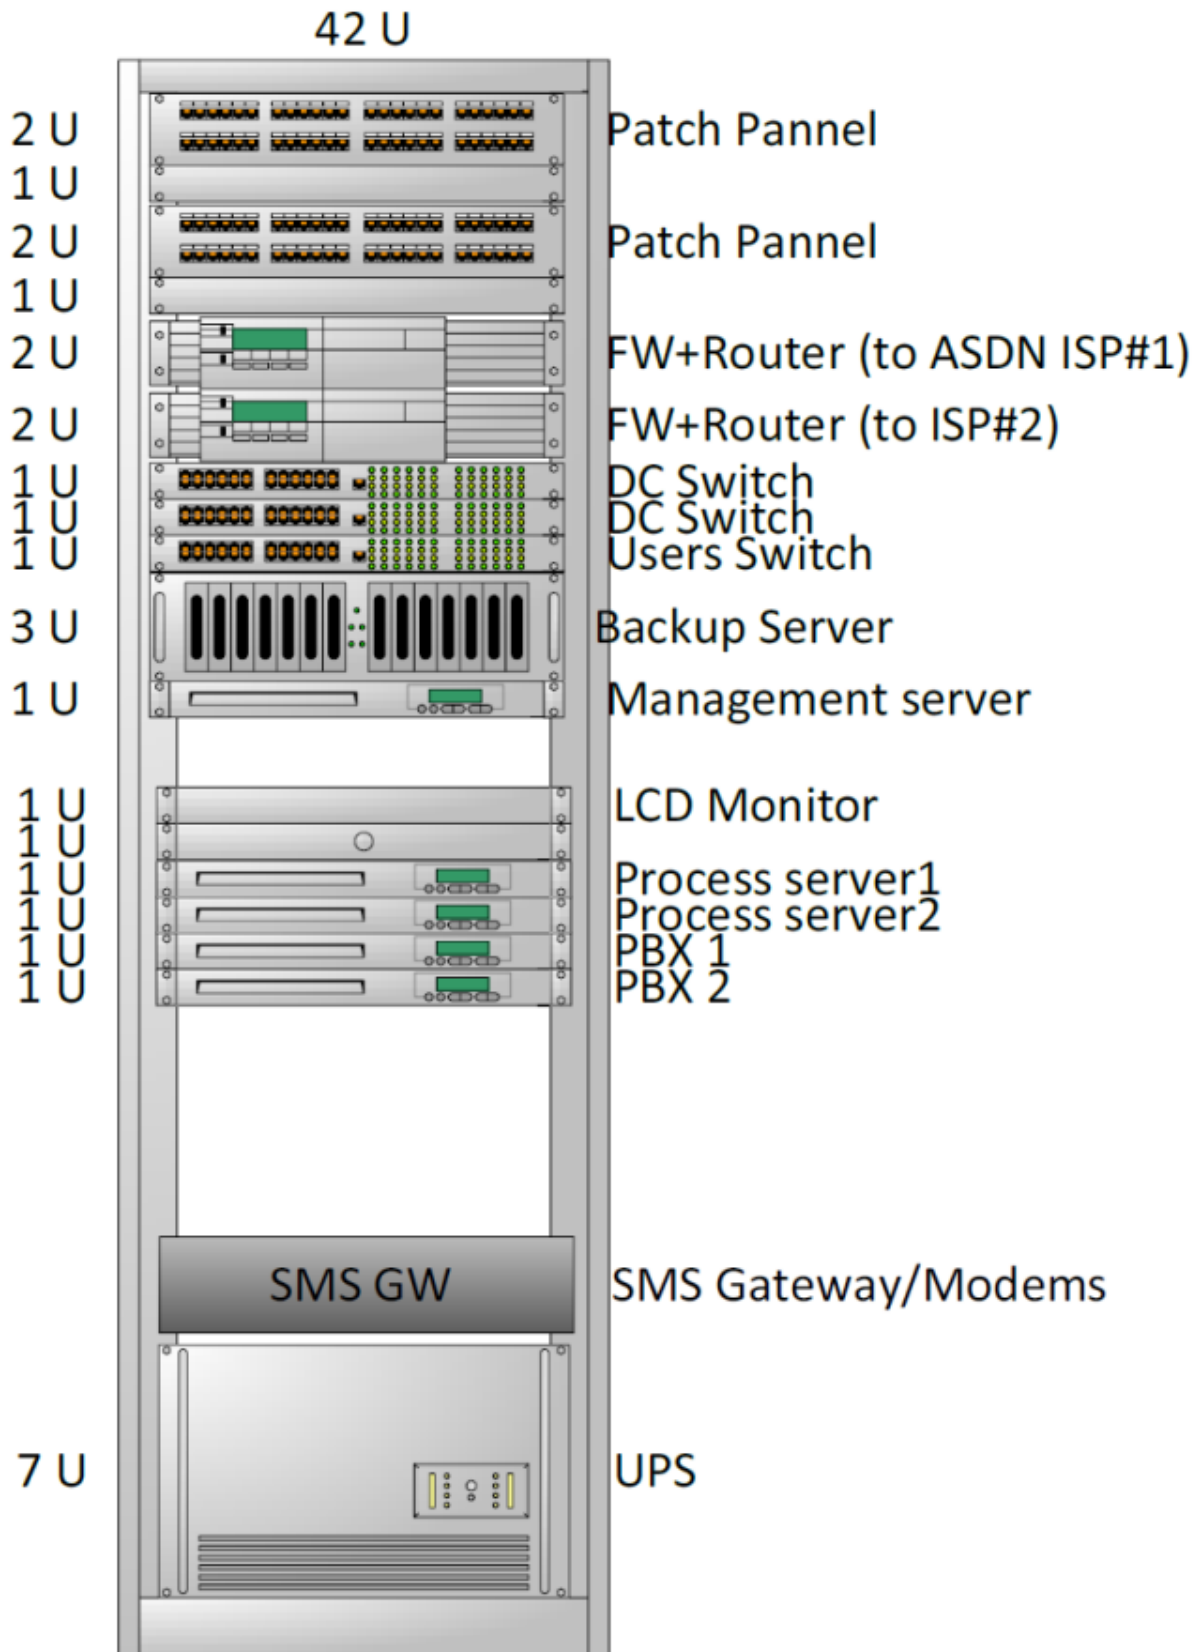 42 U
2 U Patch Pannel
1 U
2 U Patch Pannel
1 U
2 U FW+Router (to ASDN ISP#1)
2 U FW+Router (to ISP#2)
1 U DC Switch
1 U DC Switch
1 U Users Switch
3 U Backup Server
1 U Management server
1 U LCD Monitor
1 U
1 U Process server1
1 U Process server2
1 U PBX 1
1 U PBX 2
SMS GW SMS Gateway/Modems
7 U UPS